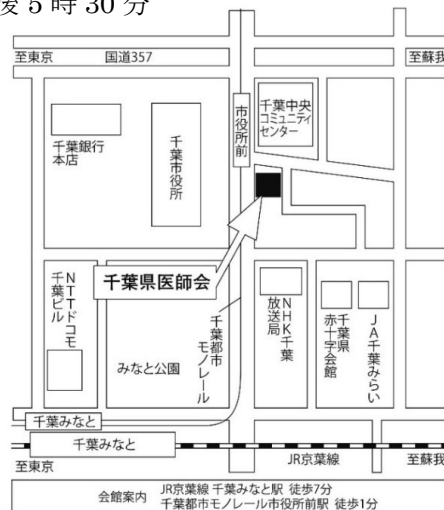 後 5 時 30 分
至東京
国道357
至蘇我
市役所前
千葉中央
コミュニティ
センター
千葉銀行
本店
千葉市役所
千葉県医師会
NTTドコモ
千葉ビル
みなと公園
千葉都市
モノレール
NHK千葉
放送局
千葉県
赤十字会館
JA千葉みらい
千葉みなと
千葉みなと
至東京
JR京葉線
至蘇我
会館案内
JR京葉線 千葉みなと駅 徒歩7分
千葉都市モノレール市役所前駅 徒歩1分